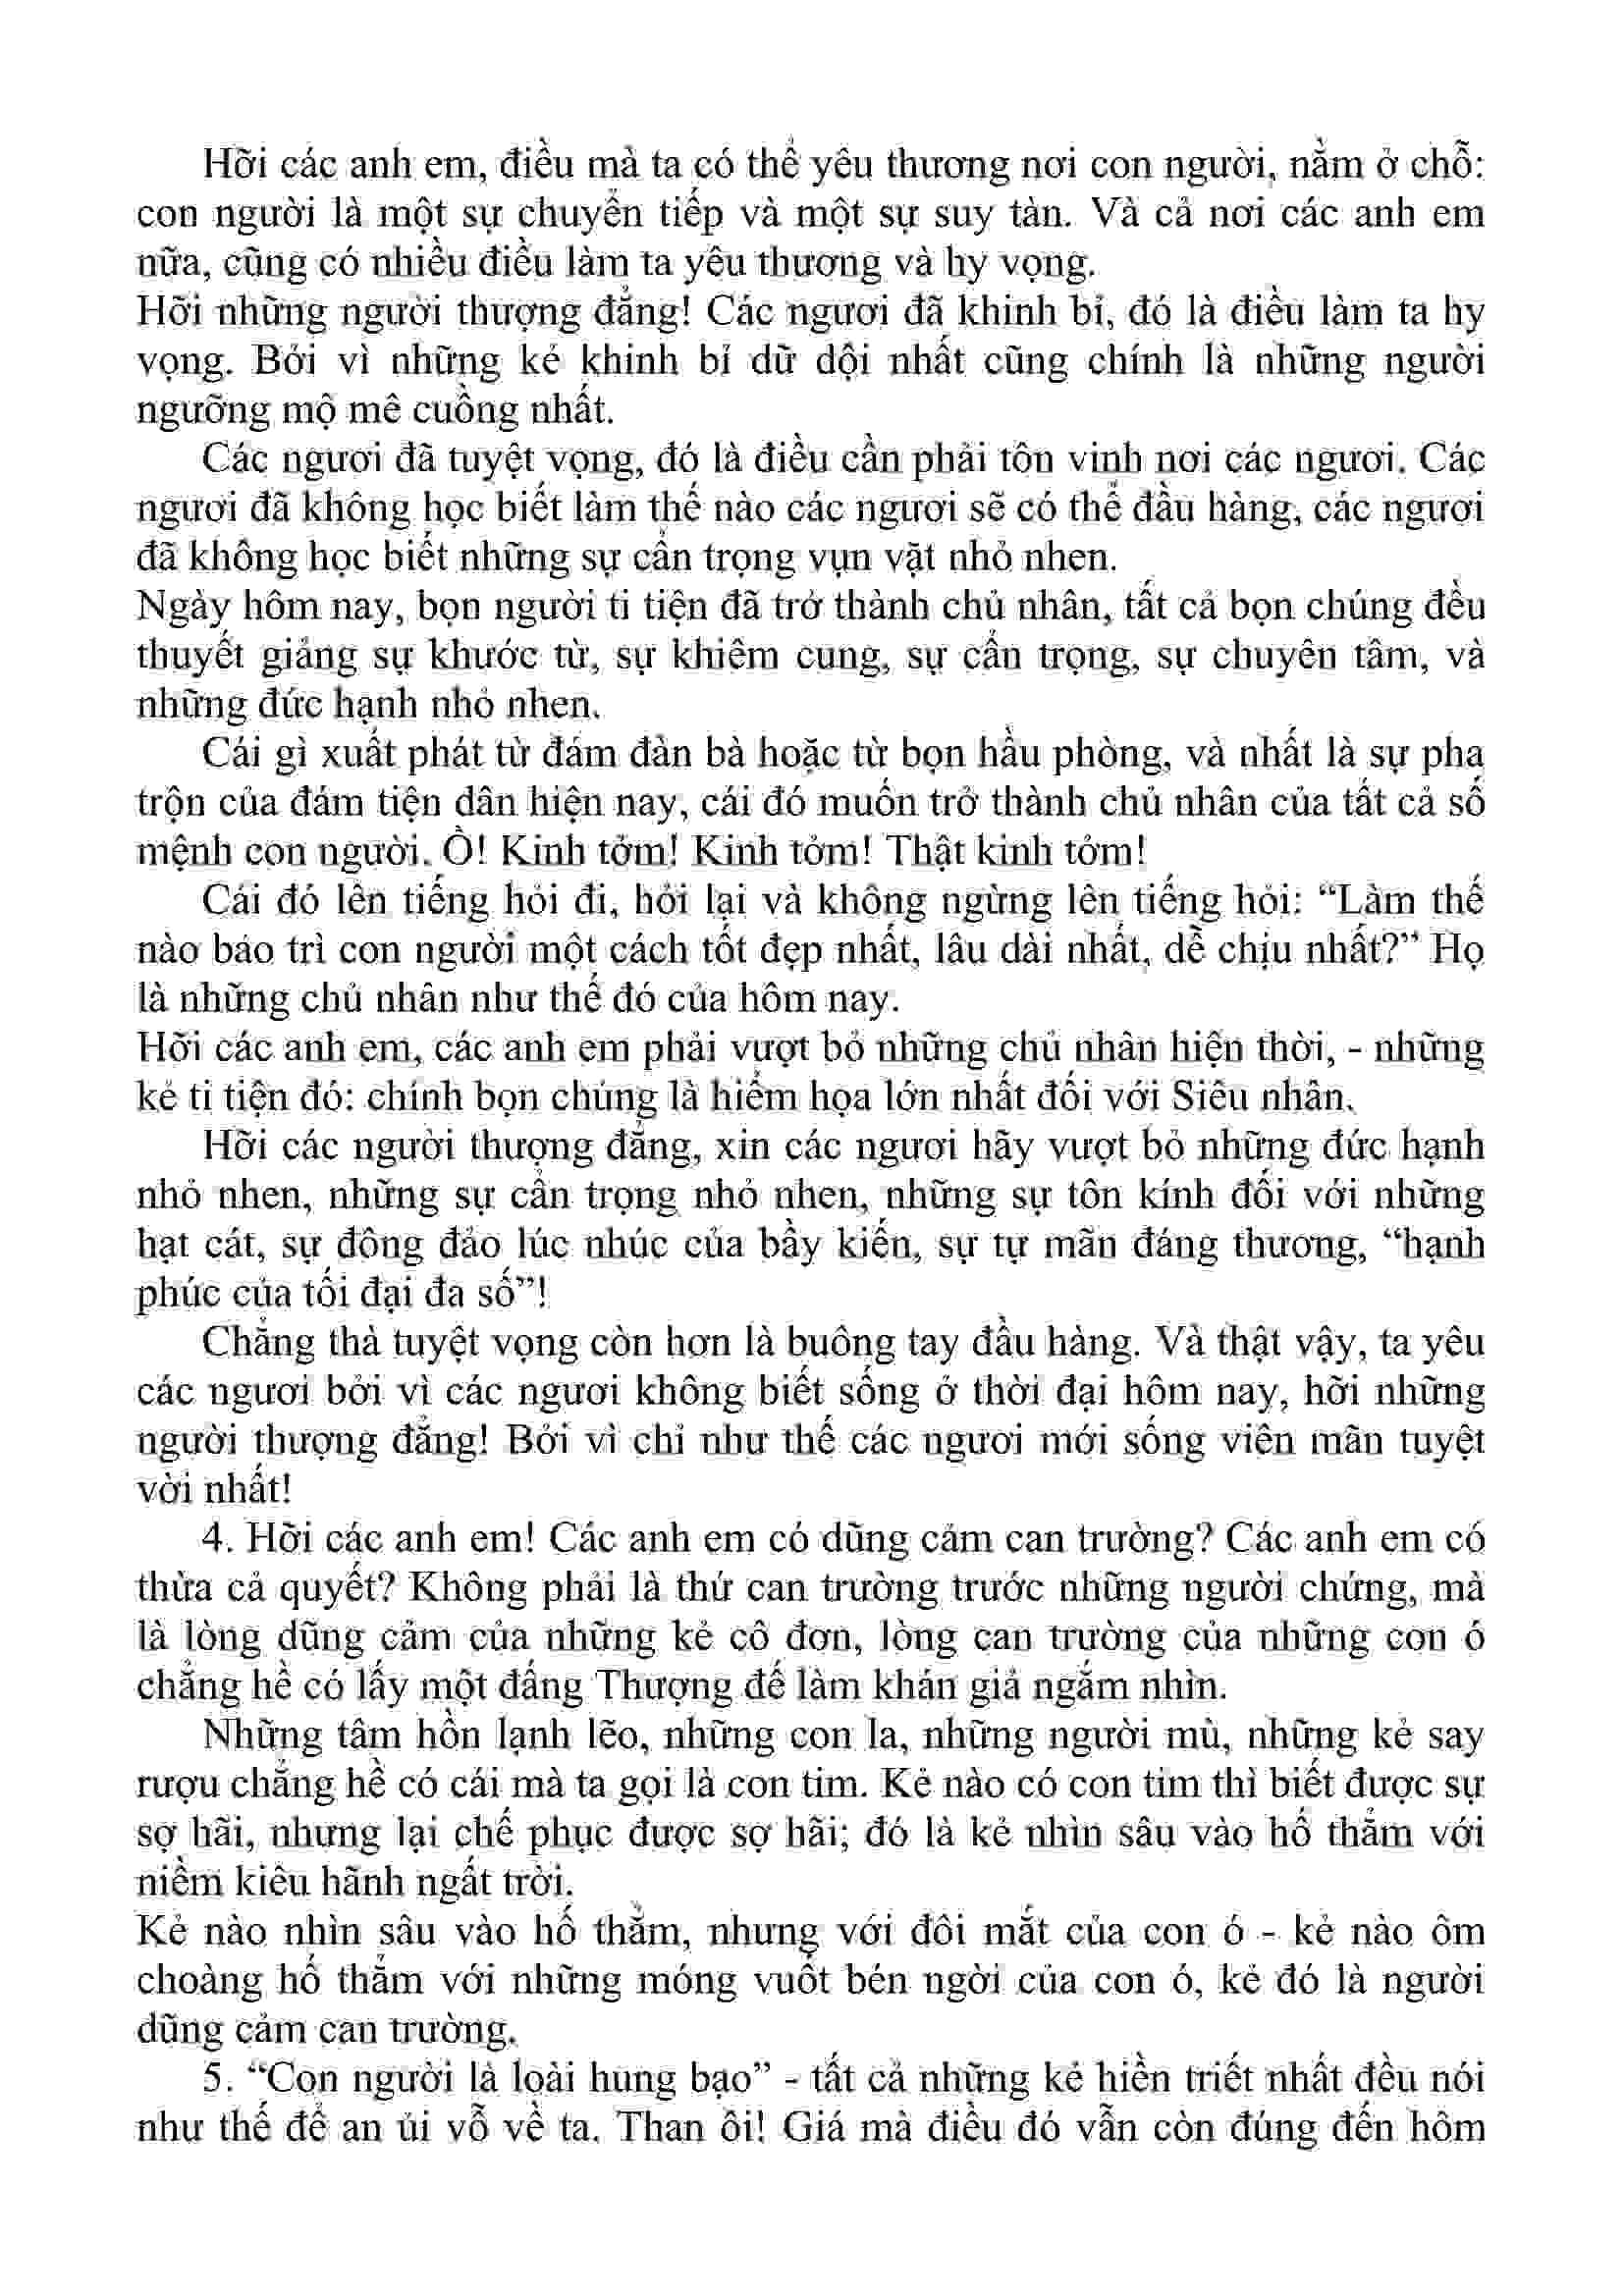 Hỡi các anh em, điều mà ta có thể yêu thương nơi con người, nằm ở chỗ:
con người là một sự chuyển tiếp và một sự suy tàn. Và cả nơi các anh em
nữa, cũng có nhiều điều làm ta yêu thương và hy vọng.
Hỡi những người thượng đẳng! Các ngươi đã khinh bỉ, đó là điều làm ta hy
vọng. Bởi vì những kẻ khinh bỉ dữ dội nhất cũng chính là những người
ngưỡng mộ mê cuồng nhất.
Các ngươi đã tuyệt vọng, đó là điều cần phải tôn vinh nơi các ngươi. Các
ngươi đã không học biết làm thế nào các ngươi sẽ có thể đầu hàng, các ngươi
đã không học biết những sự cẩn trọng vụn vặt nhỏ nhen.
Ngày hôm nay, bọn người ti tiện đã trở thành chủ nhân, tất cả bọn chúng đều
thuyết giảng sự khước từ, sự khiêm cung, sự cẩn trọng, sự chuyên tâm, và
những đức hạnh nhỏ nhen.
Cái gì xuất phát từ đám đàn bà hoặc từ bọn hầu phòng, và nhất là sự pha
trộn của đám tiện dân hiện nay, cái đó muốn trở thành chủ nhân của tất cả số
mệnh con người. Ồ! Kinh tởm! Kinh tởm! Thật kinh tởm!
Cái đó lên tiếng hỏi đi, hỏi lại và không ngừng lên tiếng hỏi: “Làm thế
nào bảo trì con người một cách tốt đẹp nhất, lâu dài nhất, dễ chịu nhất?” Họ
là những chủ nhân như thế đó của hôm nay.
Hỡi các anh em, các anh em phải vượt bỏ những chủ nhân hiện thời, - những
kẻ ti tiện đó: chính bọn chúng là hiểm họa lớn nhất đối với Siêu nhân.
Hỡi các người thượng đẳng, xin các ngươi hãy vượt bỏ những đức hạnh
nhỏ nhen, những sự cẩn trọng nhỏ nhen, những sự tôn kính đối với những
hạt cát, sự đông đảo lúc nhúc của bầy kiến, sự tự mãn đáng thương, “hạnh
phúc của tối đại đa số”!
Chẳng thà tuyệt vọng còn hơn là buông tay đầu hàng. Và thật vậy, ta yêu
các ngươi bởi vì các ngươi không biết sống ở thời đại hôm nay, hỡi những
người thượng đẳng! Bởi vì chỉ như thế các ngươi mới sống viên mãn tuyệt
vời nhất!
4. Hỡi các anh em! Các anh em có dũng cảm can trường? Các anh em có
thừa cả quyết? Không phải là thứ can trường trước những người chứng, mà
là lòng dũng cảm của những kẻ cô đơn, lòng can trường của những con ó
chẳng hề có lấy một đấng Thượng đế làm khán giả ngắm nhìn.
Những tâm hồn lạnh lẽo, những con la, những người mù, những kẻ say
rượu chẳng hề có cái mà ta gọi là con tim. Kẻ nào có con tim thì biết được sự
sợ hãi, nhưng lại chế phục được sợ hãi; đó là kẻ nhìn sâu vào hố thẳm với
niềm kiêu hãnh ngất trời.
Kẻ nào nhìn sâu vào hố thẳm, nhưng với đôi mắt của con ó - kẻ nào ôm
choàng hố thẳm với những móng vuốt bén ngời của con ó, kẻ đó là người
dũng cảm can trường.
5. “Con người là loài hung bạo” - tất cả những kẻ hiền triết nhất đều nói
như thế để an ủi vỗ về ta. Than ôi! Giá mà điều đó vẫn còn đúng đến hôm